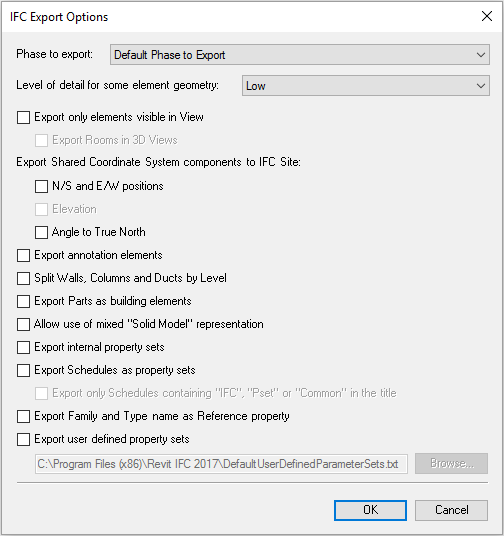 IFC Export Options
Phase to export: Default Phase to Export
Level of detail for some element geometry: Low
Export only elements visible in View
Export Rooms in 3D Views
Export Shared Coordinate System components to IFC Site:
N/S and E/W positions
Elevation
Angle to True North
Export annotation elements
Split Walls, Columns and Ducts by Level
Export Parts as building elements
Allow use of mixed "Solid Model" representation
Export internal property sets
Export Schedules as property sets
Export only Schedules containing "IFC", "Pset" or "Common" in the title
Export Family and Type name as Reference property
Export user defined property sets
C:\Program Files (x86)\Revit IFC 2017\DefaultUserDefinedParameterSets.txt Browse...
OK Cancel